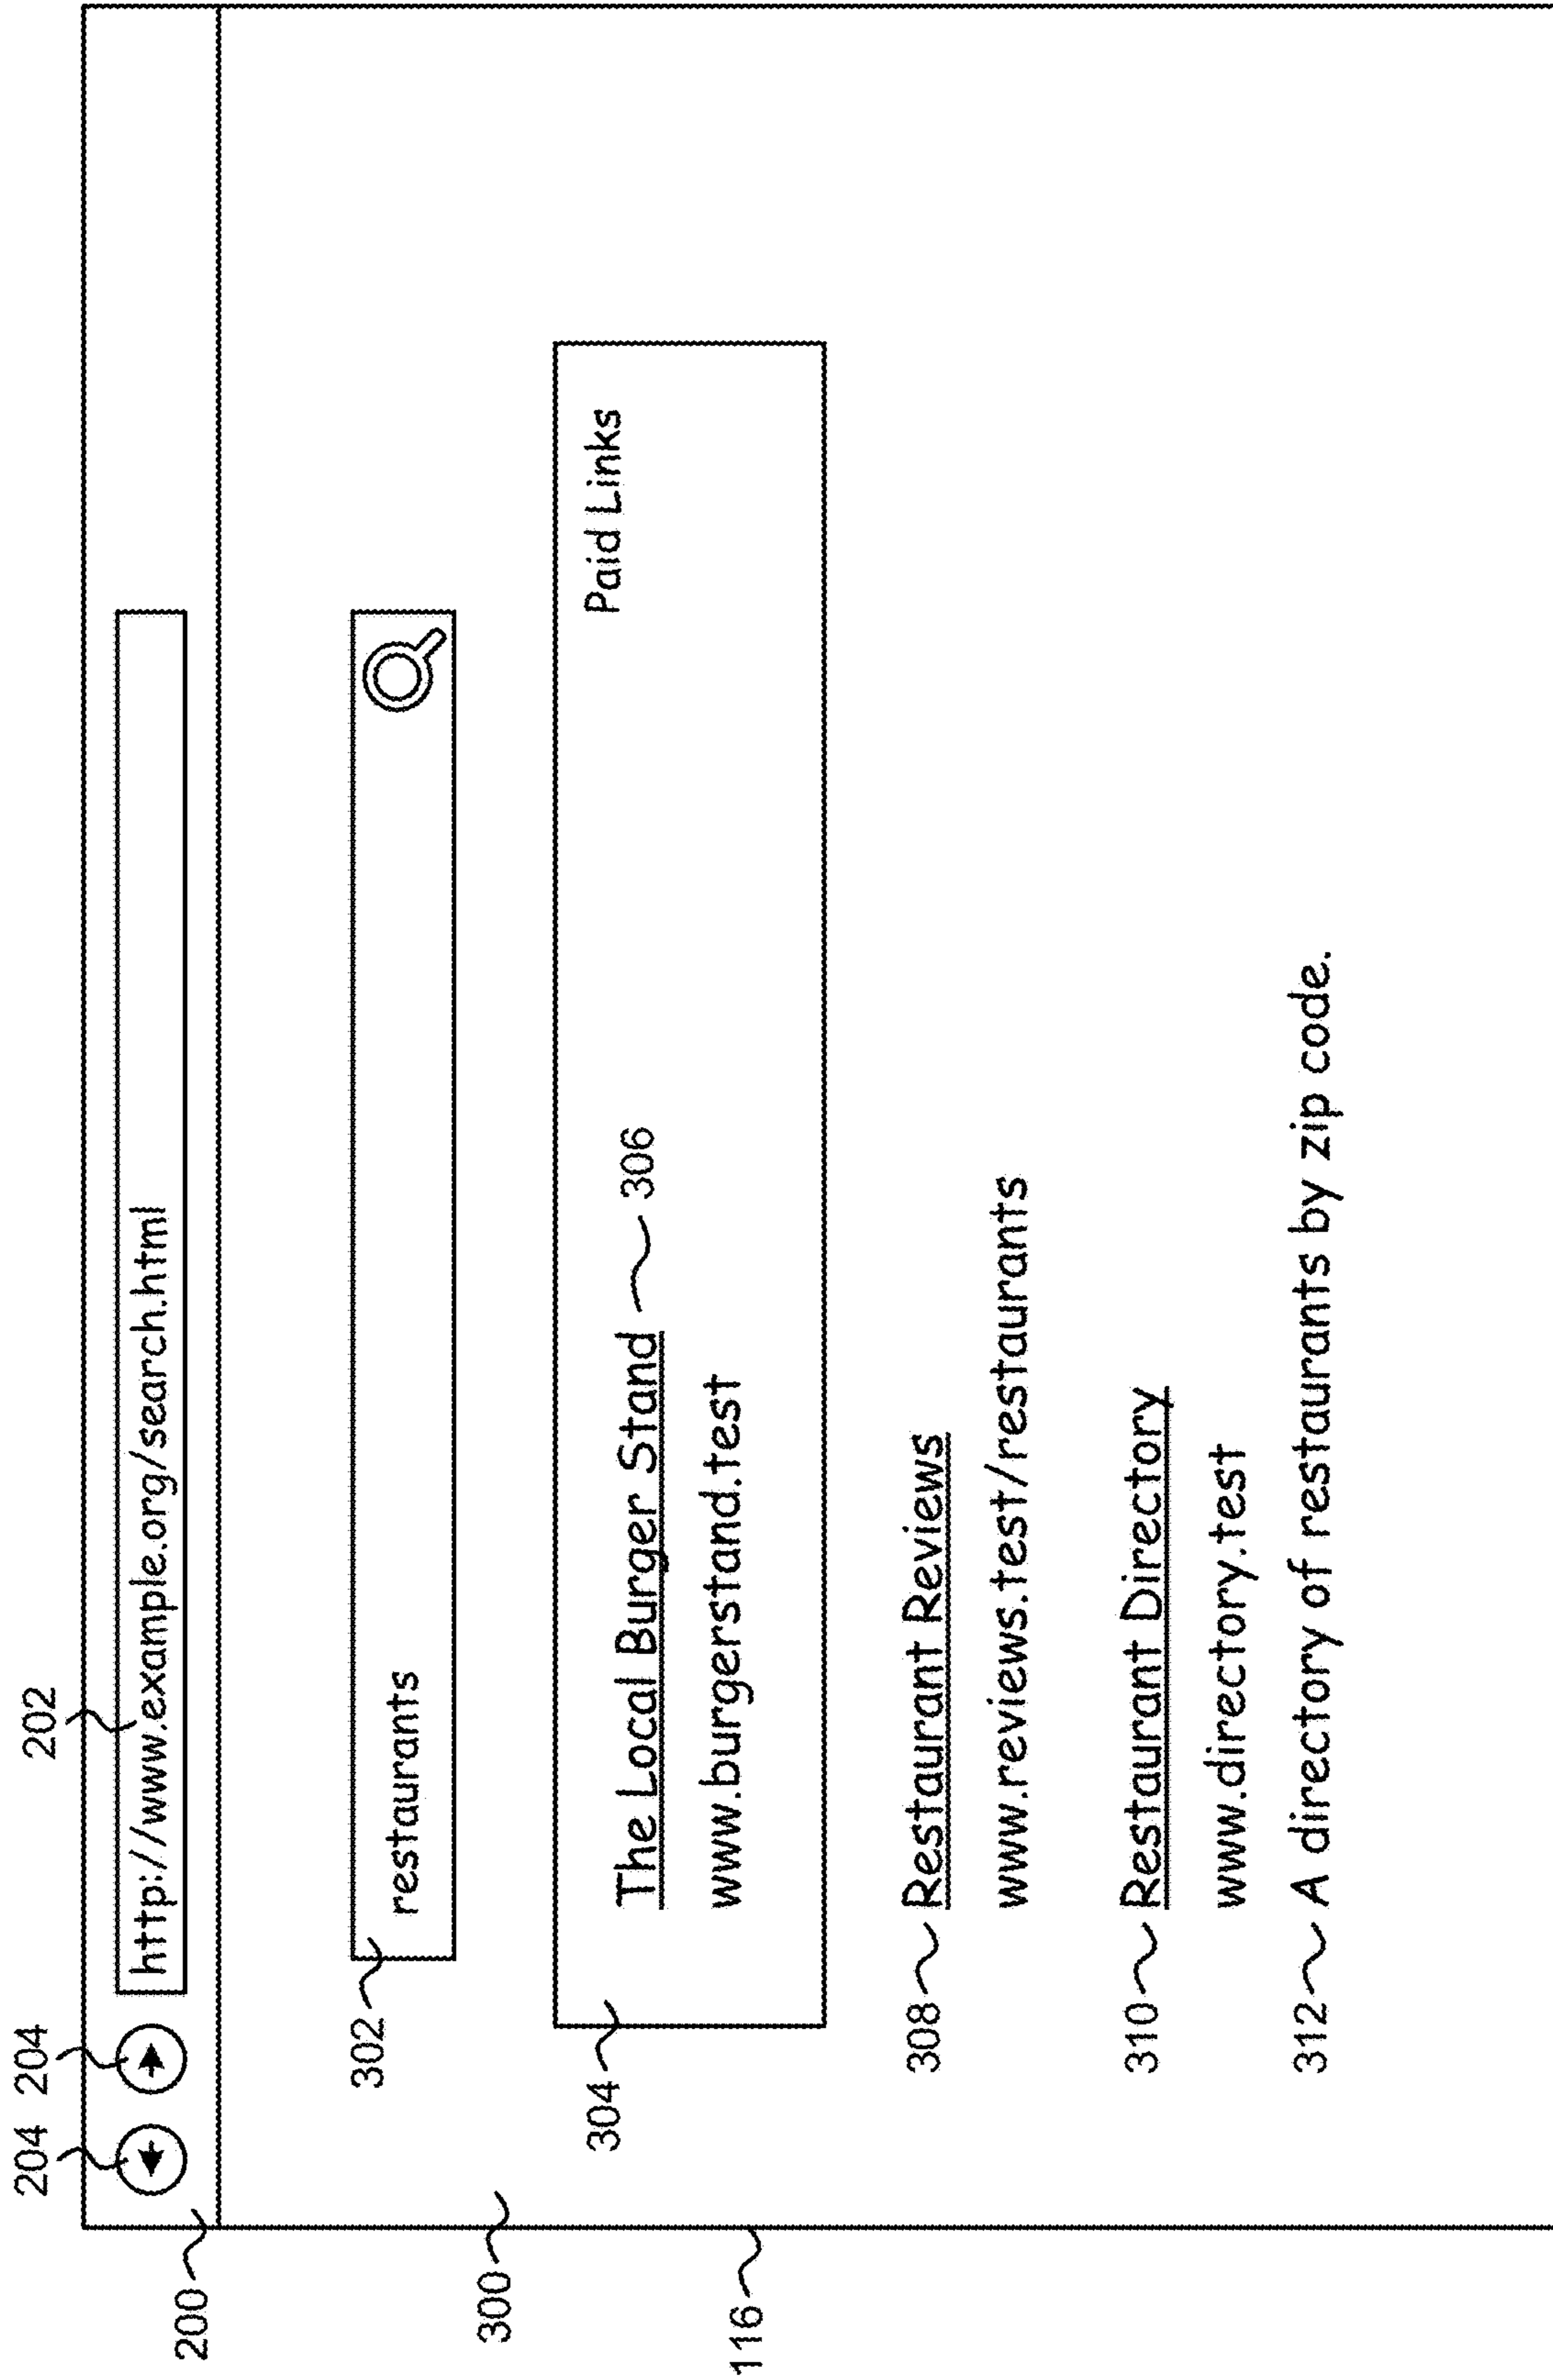 202
204 204
http://www.example.org/search.html
200
302
restaurants
300
304
Paid Links
The Local Burger Stand 306
www.burgerstand.test
116
308 Restaurant Reviews
www.reviews.test/restaurants
310 Restaurant Directory
www.directory.test
312 A directory of restaurants by zip code.